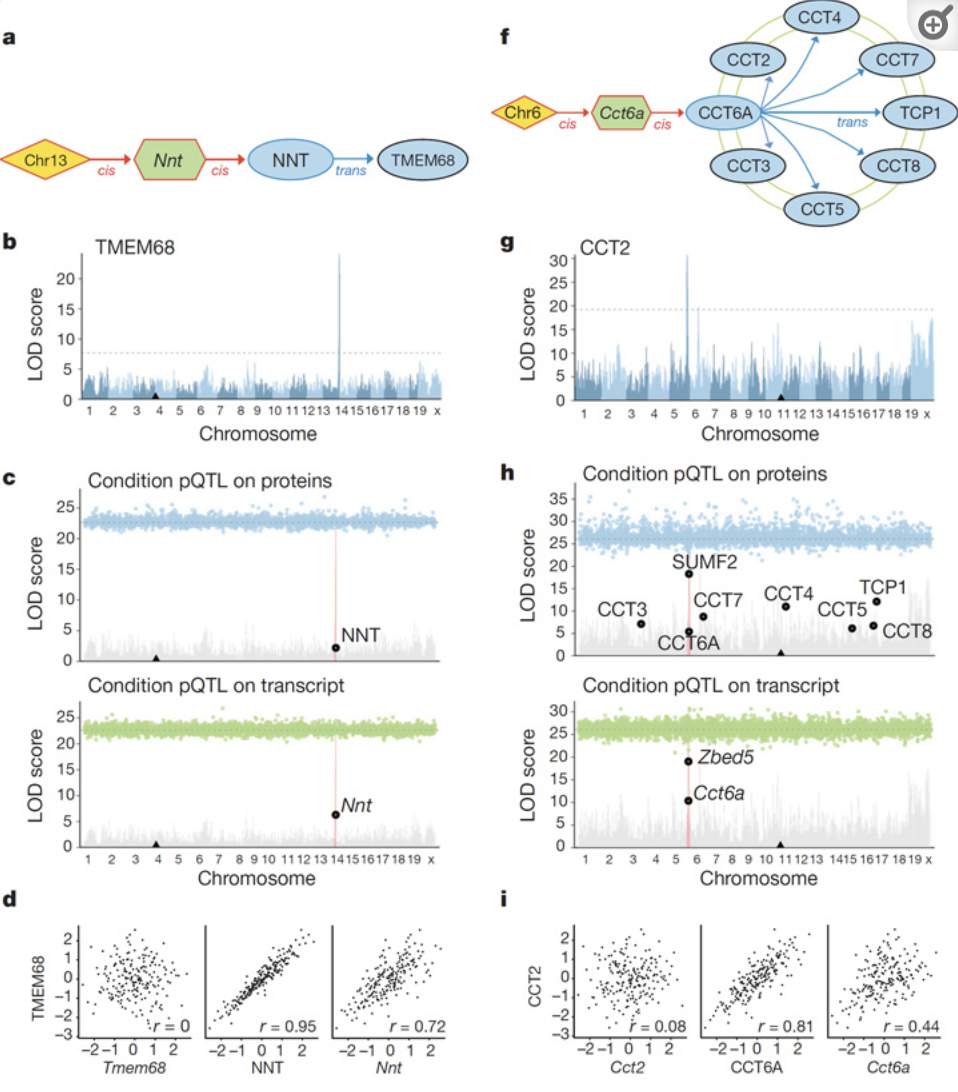 a
Chr13 cis Nnt cis NNT trans TMEM68
b
TMEM68
LOD score
20
15
10
5
0
1 2 3 4 5 6 7 8 9 10 11 12 13 14 15 16 17 18 19 x
Chromosome
c
Condition pQTL on proteins
LOD score
25
20
15
10
5
0
NNT
Condition pQTL on transcript
LOD score
25
20
15
10
5
0
Nnt
1 2 3 4 5 6 7 8 9 10 11 12 13 14 15 16 17 18 19 x
Chromosome
d
TMEM68
2
1
0
−1
−2
−3
r = 0
r = 0.95
r = 0.72
−2 −1 0 1 2
−2 −1 0 1 2
−2 −1 0 1 2
Tmem68
NNT
Nnt
f
CCT4
CCT2
CCT7
Chr6 cis Cct6a cis CCT6A trans TCP1
CCT3
CCT8
CCT5
g
CCT2
LOD score
30
25
20
15
10
5
0
1 2 3 4 5 6 7 8 9 10 11 12 13 14 15 16 17 18 19 x
Chromosome
h
Condition pQTL on proteins
LOD score
35
30
25
20
15
10
5
0
SUMF2
CCT3
CCT7
CCT4
CCT5
TCP1
CCT6A
CCT8
Condition pQTL on transcript
LOD score
30
25
20
15
10
5
0
Zbed5
Cct6a
1 2 3 4 5 6 7 8 9 10 11 12 13 14 15 16 17 18 19 x
Chromosome
i
CCT2
2
1
0
−1
−2
−3
r = 0.08
r = 0.81
r = 0.44
−2 −1 0 1 2
−2 −1 0 1 2
−2 −1 0 1 2
Cct2
CCT6A
Cct6a